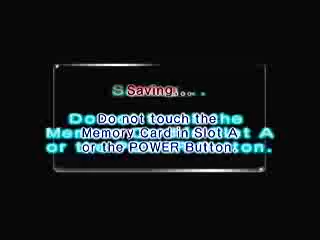 Saving...
Do not touch the
Memory Card in Slot A
or the POWER Button.